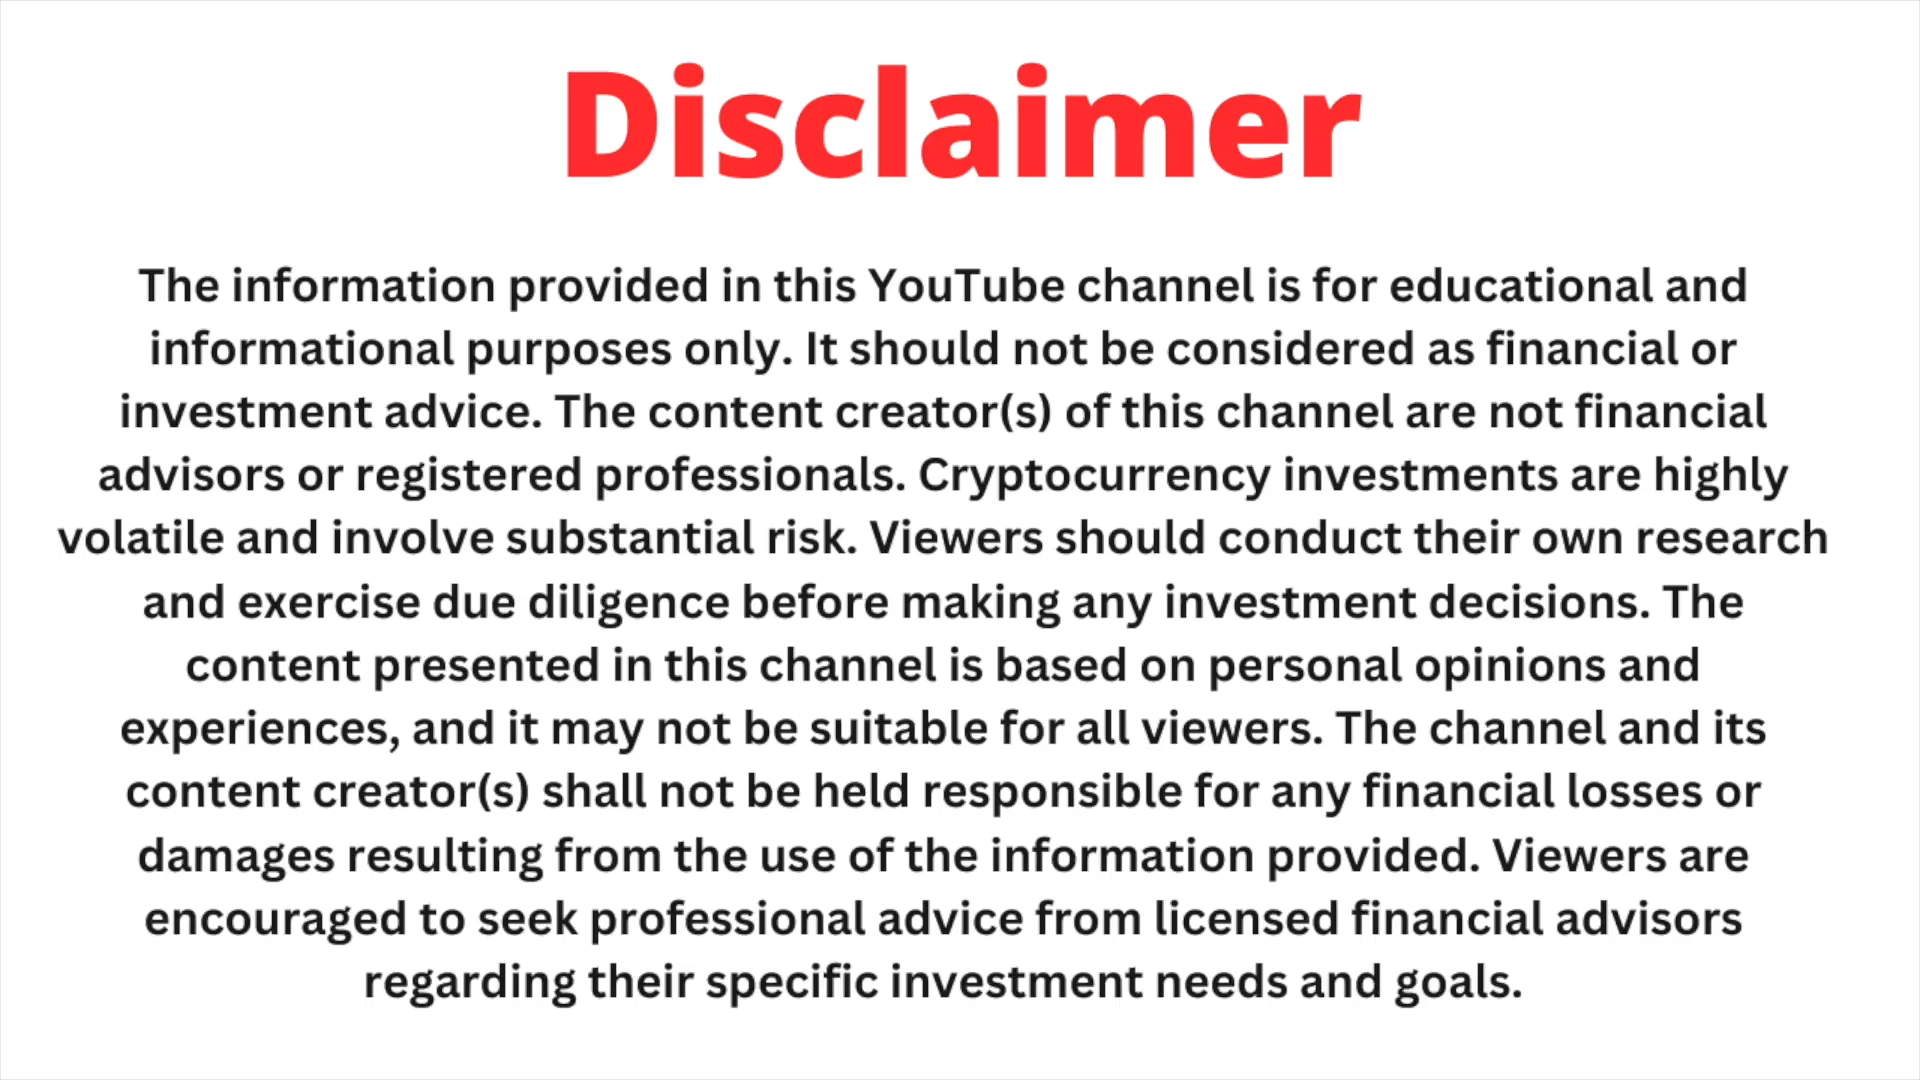 Disclaimer
The information provided in this YouTube channel is for educational and
informational purposes only. It should not be considered as financial or
investment advice. The content creator(s) of this channel are not financial
advisors or registered professionals. Cryptocurrency investments are highly
volatile and involve substantial risk. Viewers should conduct their own research
and exercise due diligence before making any investment decisions. The
content presented in this channel is based on personal opinions and
experiences, and it may not be suitable for all viewers. The channel and its
content creator(s) shall not be held responsible for any financial losses or
damages resulting from the use of the information provided. Viewers are
encouraged to seek professional advice from licensed financial advisors
regarding their specific investment needs and goals.